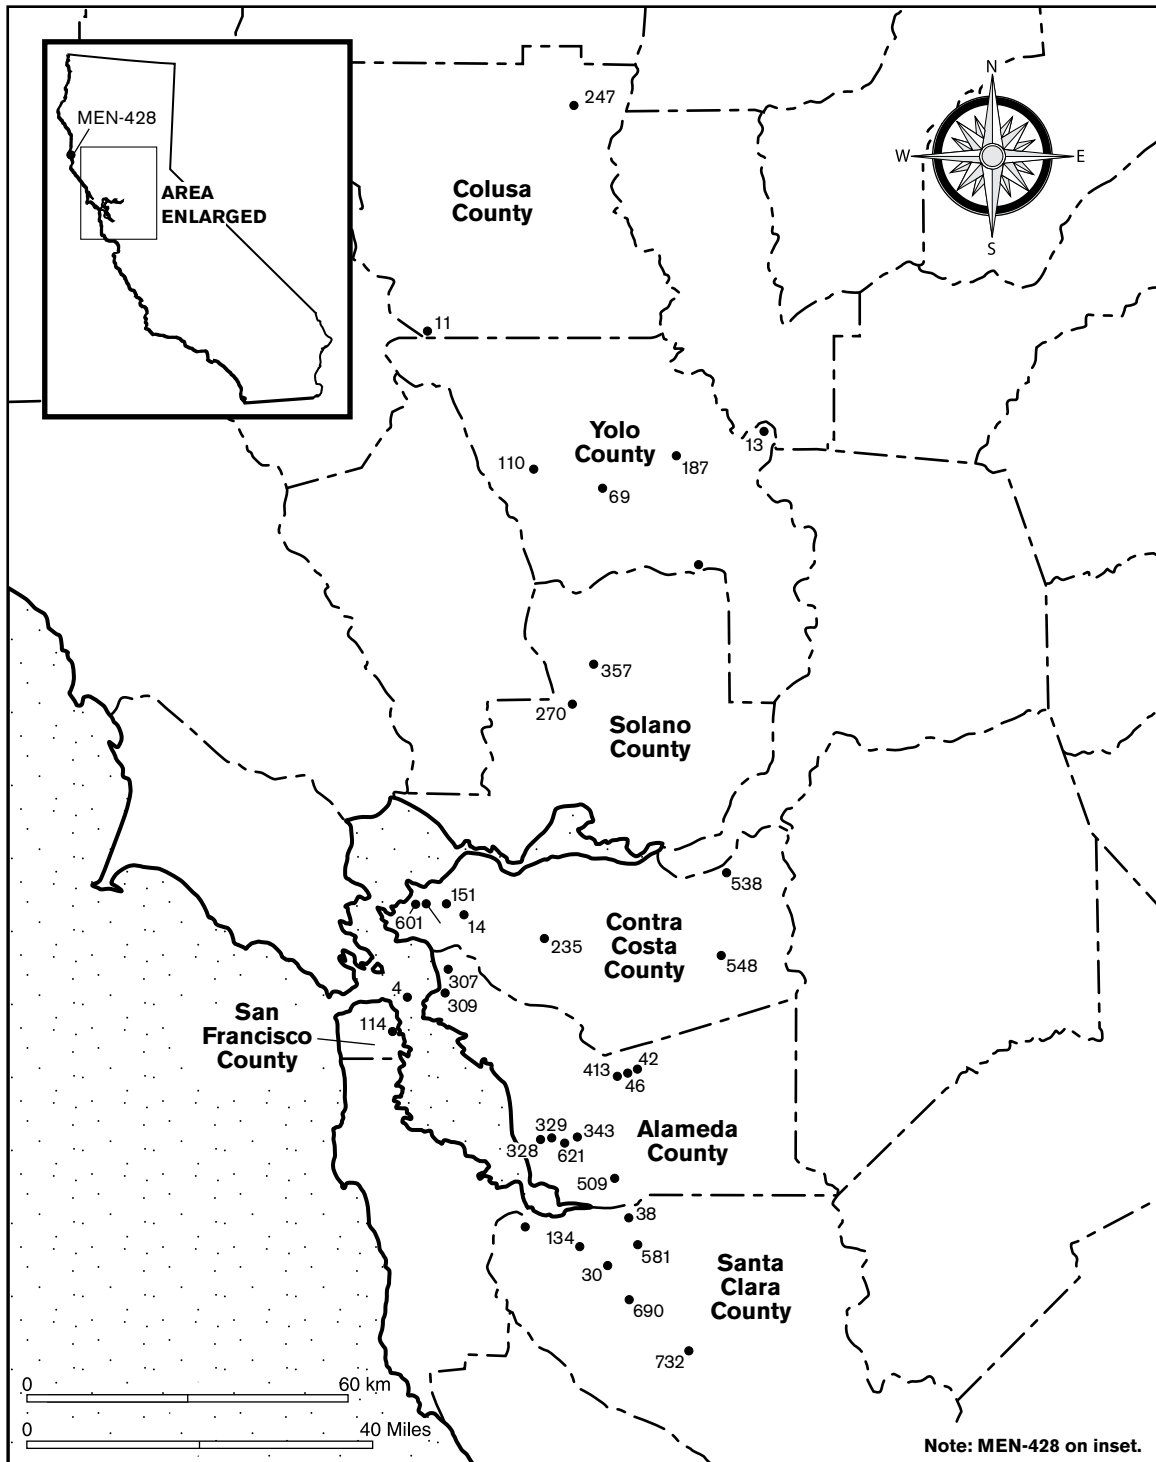 MEN-428
AREA
ENLARGED
247
N
W
E
S
Colusa
County
11
Yolo
County
13
110
187
69
357
270
Solano
County
538
151
601
14
235
Contra
Costa
County
548
307
4
309
San
Francisco
County
114
42
413
46
329
343
328
621
Alameda
County
509
38
134
581
30
Santa
Clara
County
690
732
0
60 km
0
40 Miles
Note: MEN-428 on inset.